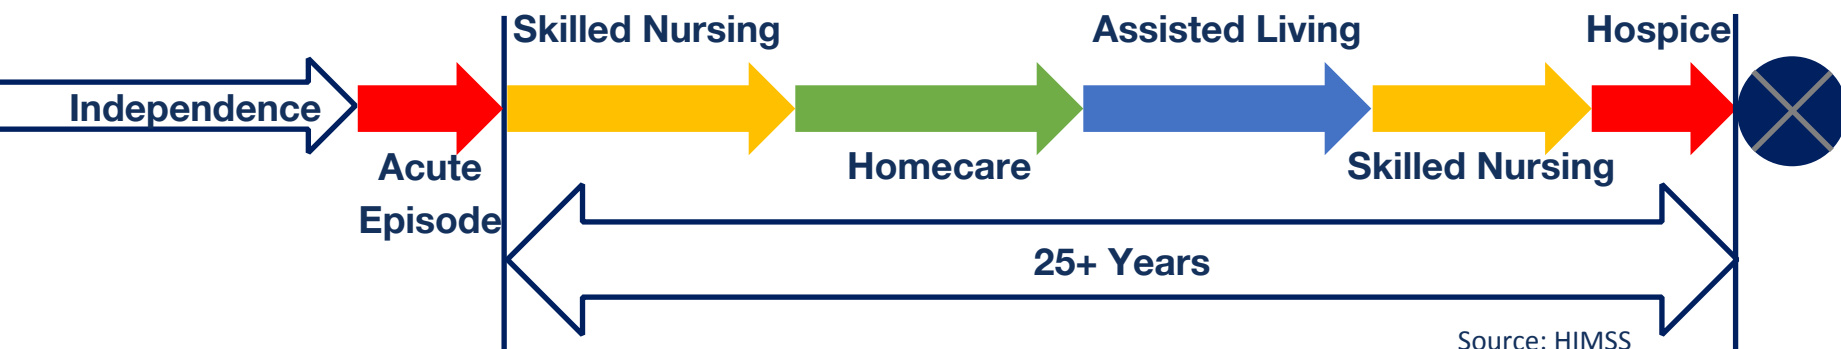 Skilled Nursing
Assisted Living
Hospice
Independence
Acute
Episode
Homecare
Skilled Nursing
25+ Years
Source: HIMSS